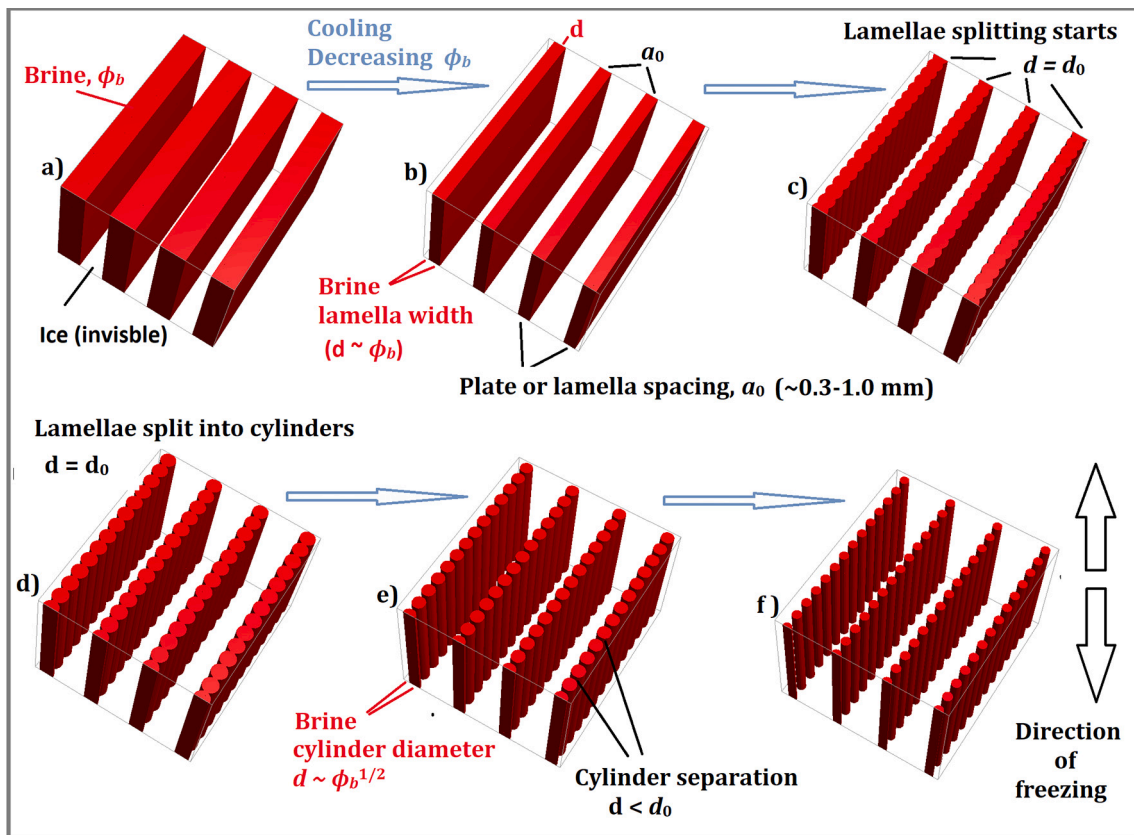 Cooling
Decreasing ϕb
Brine, ϕb
d
a0
Lamellae splitting starts
d = d0
a)
b)
c)
Ice (invisble)
Brine
lamella width
(d ~ ϕb)
Plate or lamella spacing, a0 (~0.3-1.0 mm)
Lamellae split into cylinders
d = d0
d)
e)
f)
Brine
cylinder diameter
d ~ ϕb^1/2
Cylinder separation
d < d0
Direction
of
freezing